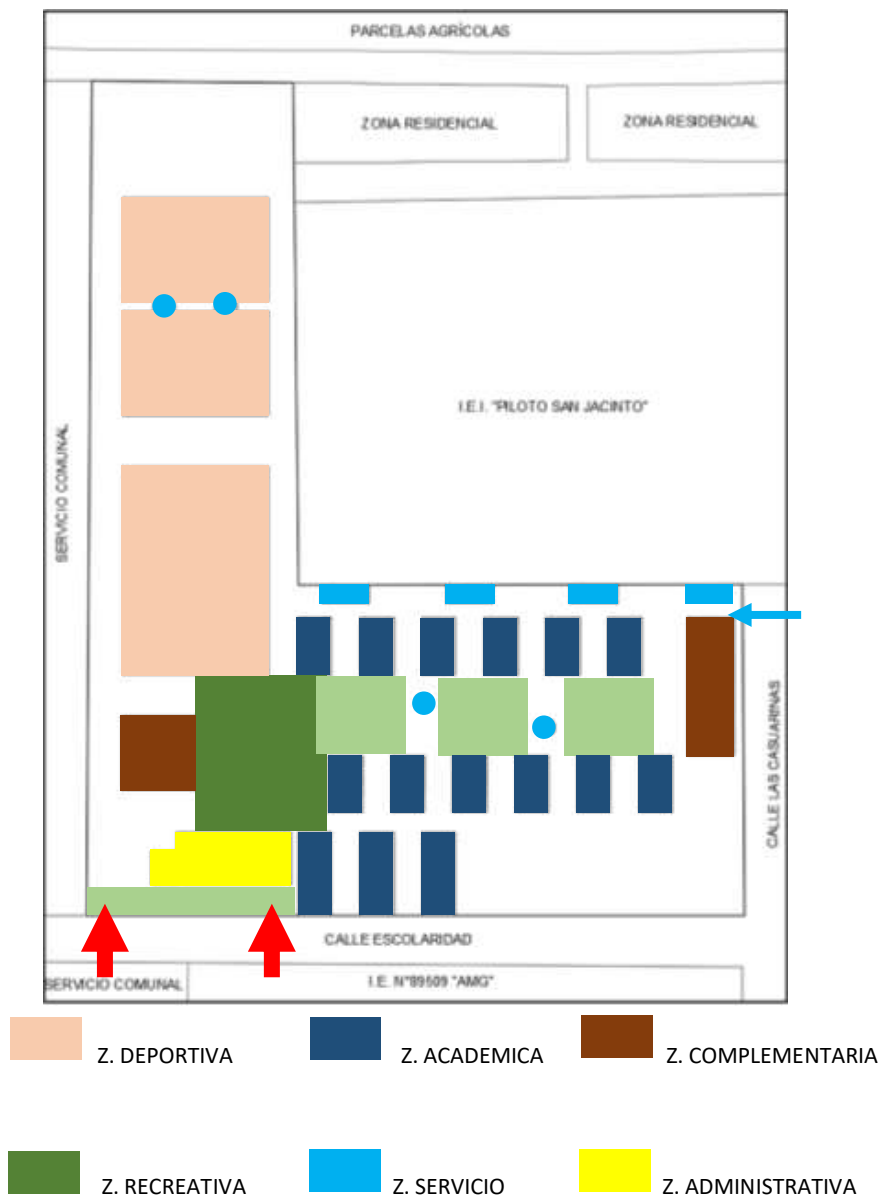 PARCELAS AGRÍCOLAS
ZONA RESIDENCIAL
ZONA RESIDENCIAL
I.E.I. "PILOTO SAN JACINTO"
SERVICIO COMUNAL
CALLE LAS CASUARINAS
CALLE ESCOLARIDAD
SERVICIO COMUNAL
I.E. N°89509 "AMG"
Z. DEPORTIVA
Z. ACADEMICA
Z. COMPLEMENTARIA
Z. RECREATIVA
Z. SERVICIO
Z. ADMINISTRATIVA